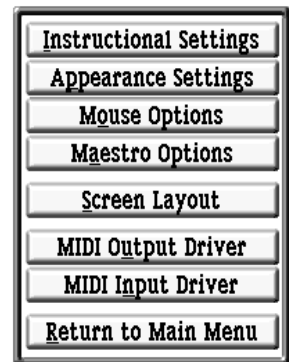 Instructional Settings
Appearance Settings
Mouse Options
Maestro Options
Screen Layout
MIDI Output Driver
MIDI Input Driver
Return to Main Menu